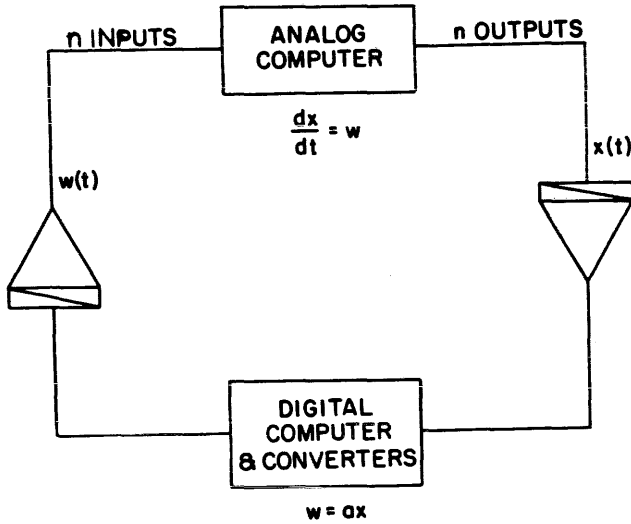 n INPUTS
ANALOG
COMPUTER
n OUTPUTS
dx
dt
= w
w(t)
x(t)
DIGITAL
COMPUTER
& CONVERTERS
w = ax